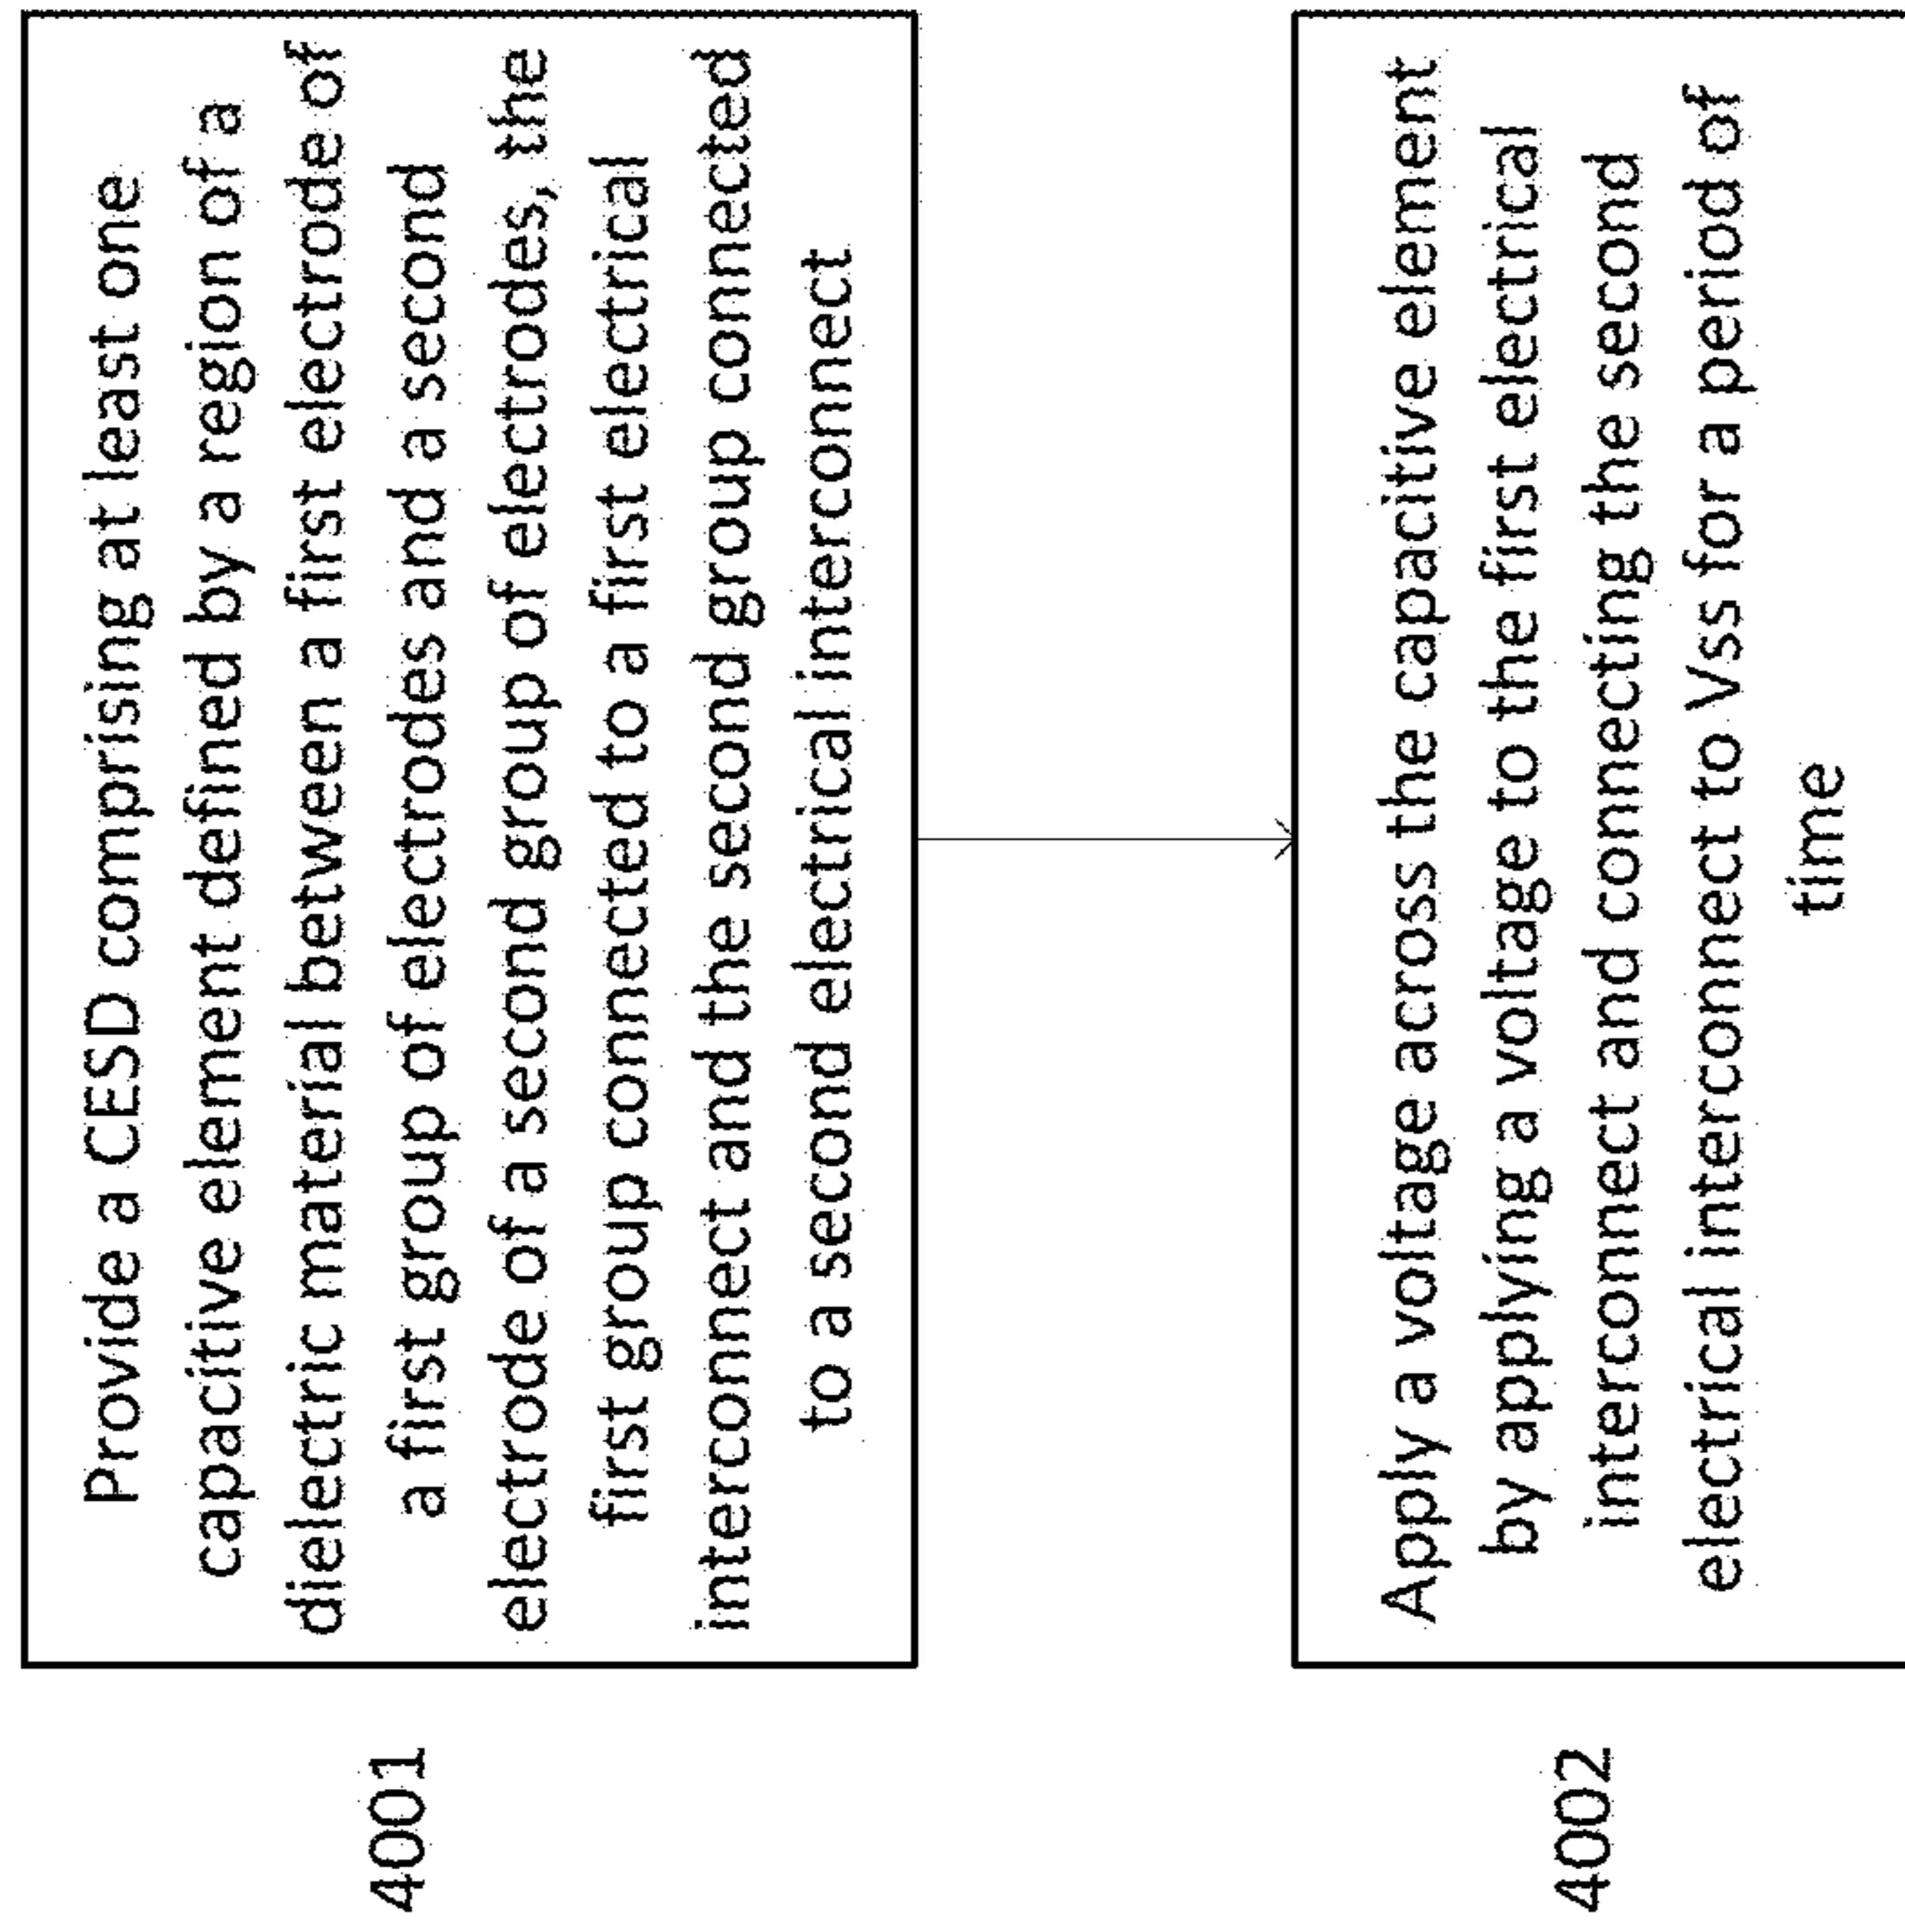 4001
Provide a CESD comprising at least one
capacitive element defined by a region of a
dielectric material between a first electrode of
a first group of electrodes and a second
electrode of a second group of electrodes, the
first group connected to a first electrical
interconnect and the second group connected
to a second electrical interconnect
4002
Apply a voltage across the capacitive element
by applying a voltage to the first electrical
interconnect and connecting the second
electrical interconnect to Vss for a period of
time